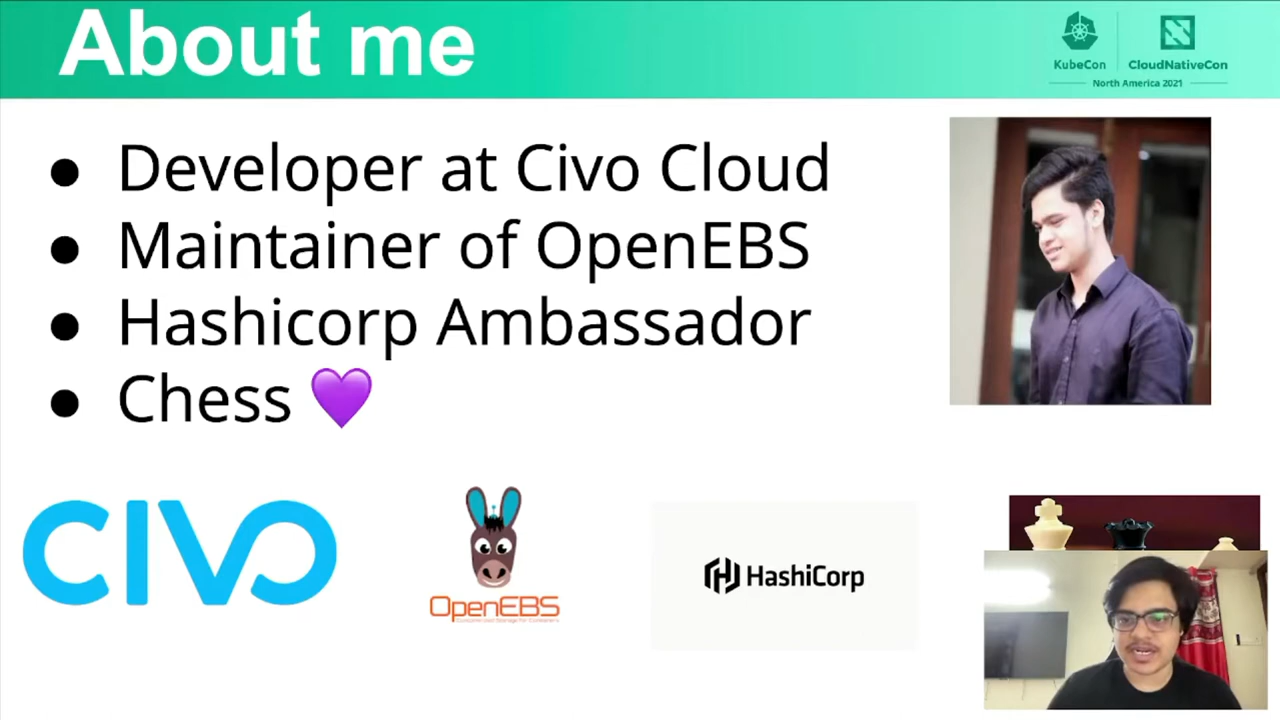 About me
KubeCon
CloudNativeCon
North America 2021
● Developer at Civo Cloud
● Maintainer of OpenEBS
● Hashicorp Ambassador
● Chess 💜
CIVO
OpenEBS
HashiCorp